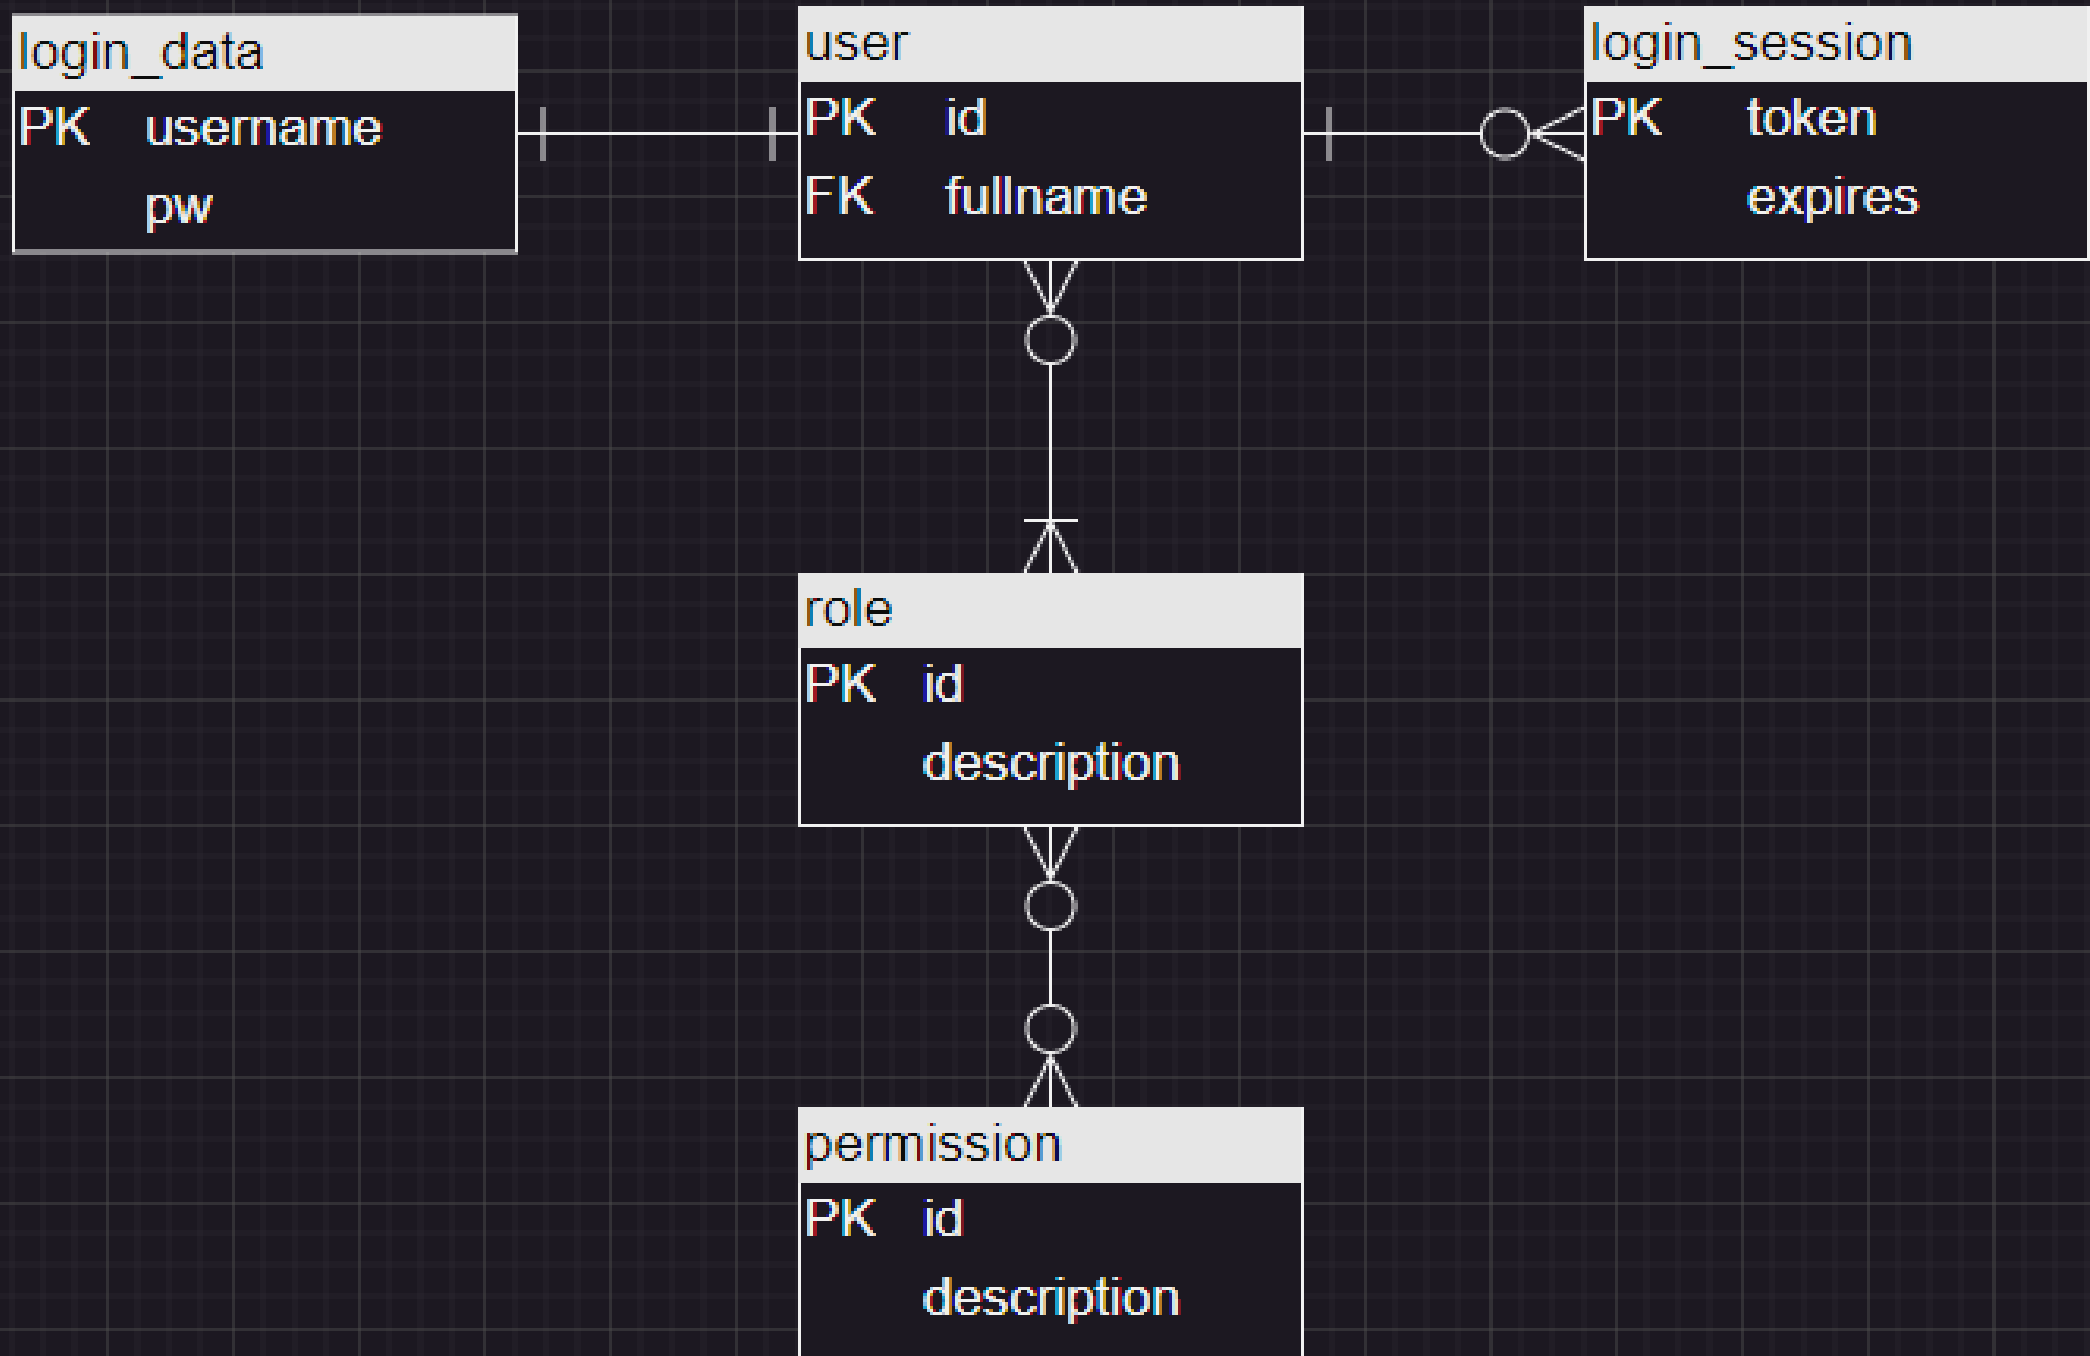 login_data
PK username
pw
user
PK id
FK fullname
login_session
PK token
expires
role
PK id
description
permission
PK id
description